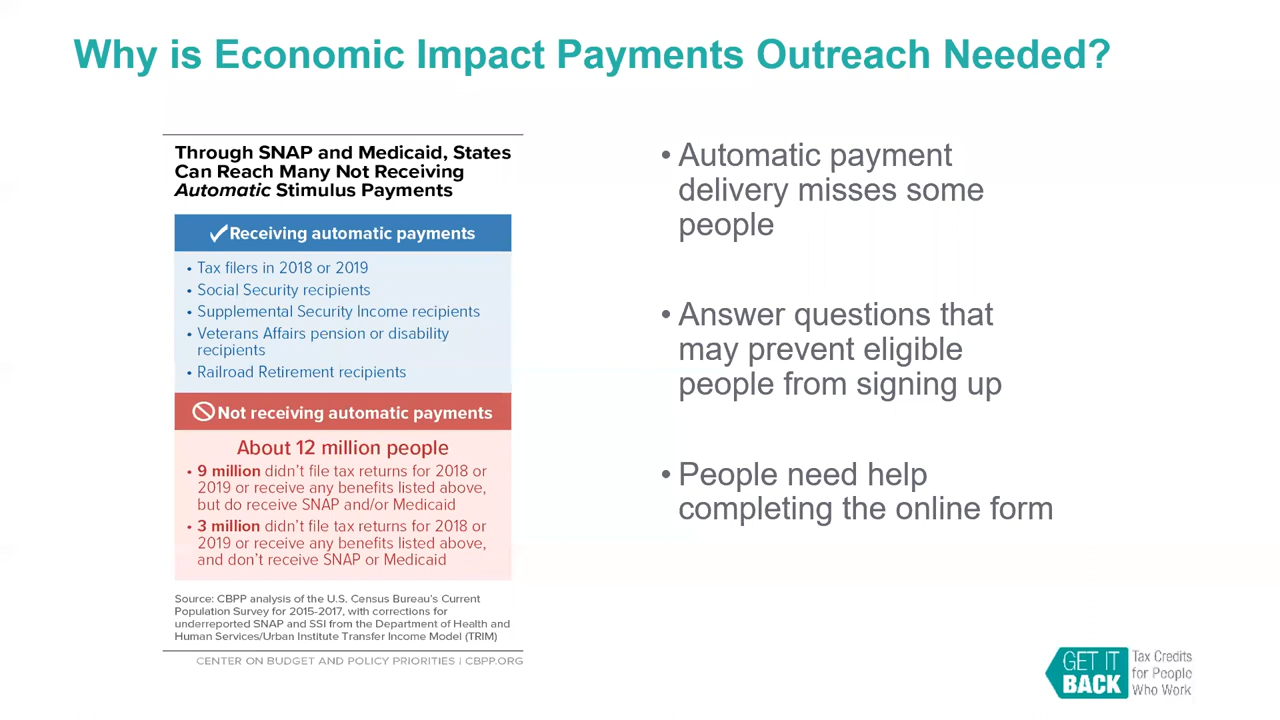 Why is Economic Impact Payments Outreach Needed?
Through SNAP and Medicaid, States
Can Reach Many Not Receiving
Automatic Stimulus Payments
Receiving automatic payments
• Tax filers in 2018 or 2019
• Social Security recipients
• Supplemental Security Income recipients
• Veterans Affairs pension or disability
recipients
• Railroad Retirement recipients
Not receiving automatic payments
About 12 million people
• 9 million didn't file tax returns for 2018 or
2019 or receive any benefits listed above,
but do receive SNAP and/or Medicaid
• 3 million didn't file tax returns for 2018 or
2019 or receive any benefits listed above,
and don't receive SNAP or Medicaid
Source: CBPP analysis of the U.S. Census Bureau's Current
Population Survey for 2015-2017, with corrections for
underreported SNAP and SSI from the Department of Health and
Human Services/Urban Institute Transfer Income Model (TRIM)
CENTER ON BUDGET AND POLICY PRIORITIES | CBPP.ORG
• Automatic payment
delivery misses some
people
• Answer questions that
may prevent eligible
people from signing up
• People need help
completing the online form
GET IT
BACK
Tax Credits
for People
Who Work